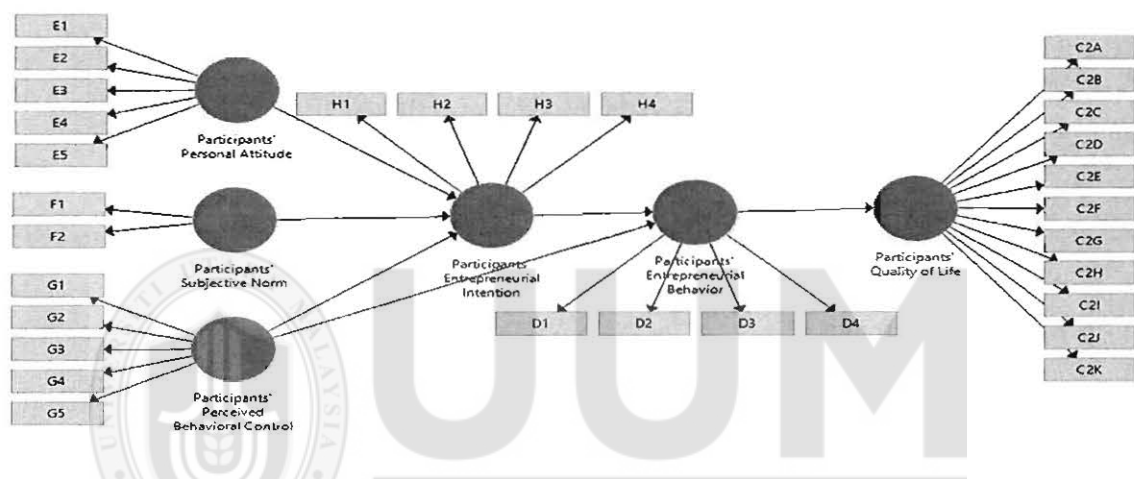 E1
E2
E3
E4
E5
Participants'
Personal Attitude
F1
F2
Participants'
Subjective Norm
G1
G2
G3
G4
G5
Participants'
Perceived
Behavioral Control
H1
H2
H3
H4
Participants
Entrepreneurial
Intention
Participants'
Entrepreneurial
Behavior
D1
D2
D3
D4
Participants'
Quality of Life
C2A
C2B
C2C
C2D
C2E
C2F
C2G
C2H
C2I
C2J
C2K
UUM